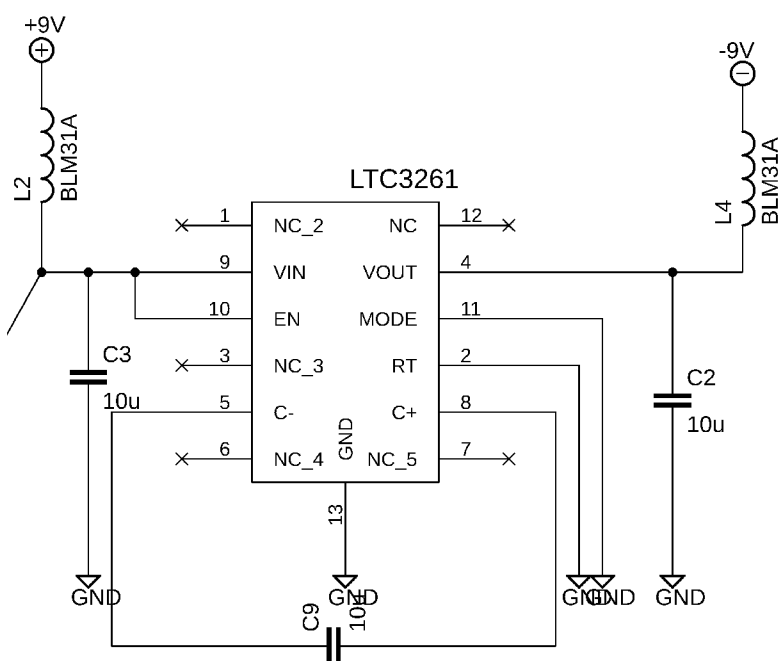 +9V
-9V
L2
BLM31A
L4
BLM31A
LTC3261
1
NC_2
NC
12
9
VIN
VOUT
4
10
EN
MODE
11
3
NC_3
RT
2
5
C-
C+
8
6
NC_4
GND
NC_5
7
13
C3
10u
C2
10u
GND
GND
GND
GND
GND
C9